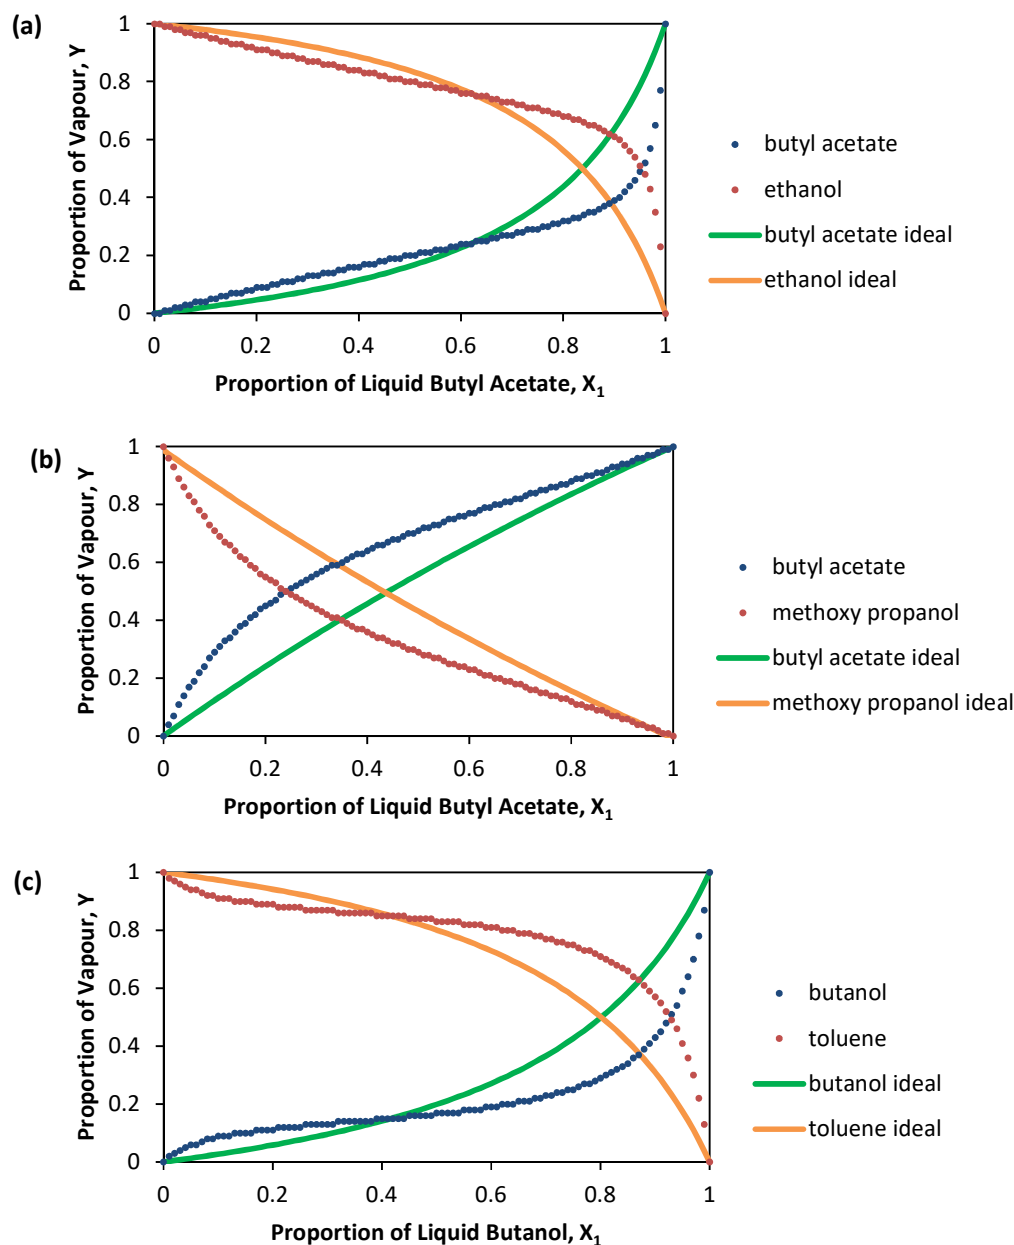 (a)
Proportion of Vapour, Y
1
0.8
0.6
0.4
0.2
0
0 0.2 0.4 0.6 0.8 1
Proportion of Liquid Butyl Acetate, X1
butyl acetate
ethanol
butyl acetate ideal
ethanol ideal
(b)
Proportion of Vapour, Y
1
0.8
0.6
0.4
0.2
0
0 0.2 0.4 0.6 0.8 1
Proportion of Liquid Butyl Acetate, X1
butyl acetate
methoxy propanol
butyl acetate ideal
methoxy propanol ideal
(c)
Proportion of Vapour, Y
1
0.8
0.6
0.4
0.2
0
0 0.2 0.4 0.6 0.8 1
Proportion of Liquid Butanol, X1
butanol
toluene
butanol ideal
toluene ideal